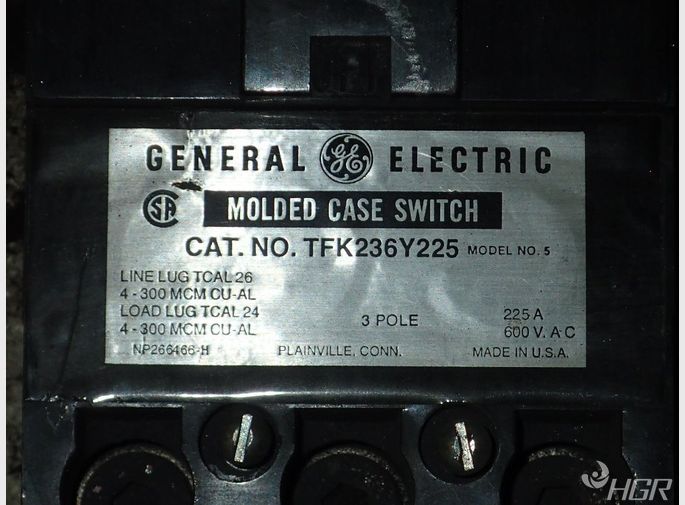 GENERAL GE ELECTRIC
SA MOLDED CASE SWITCH
CAT. NO. TFK236Y225 MODEL NO. 5
LINE LUG TCAL 26
4 - 300 MCM CU-AL
LOAD LUG TCAL 24
4 - 300 MCM CU-AL
3 POLE
225 A
600 V. A C
NP266466-H PLAINVILLE, CONN. MADE IN U.S.A.
HGR